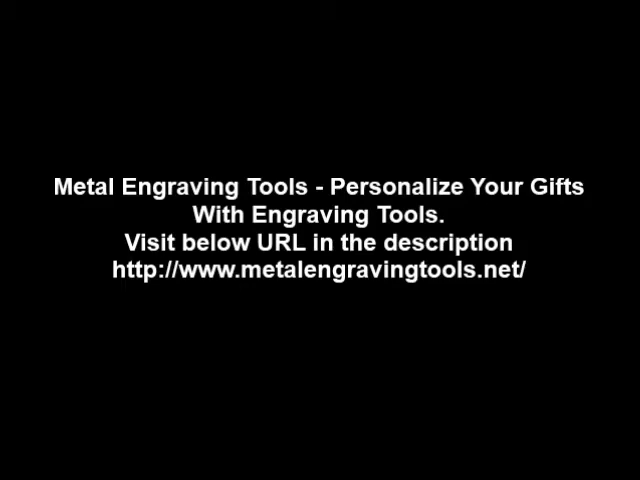 Metal Engraving Tools - Personalize Your Gifts
With Engraving Tools.
Visit below URL in the description
http://www.metalengravingtools.net/